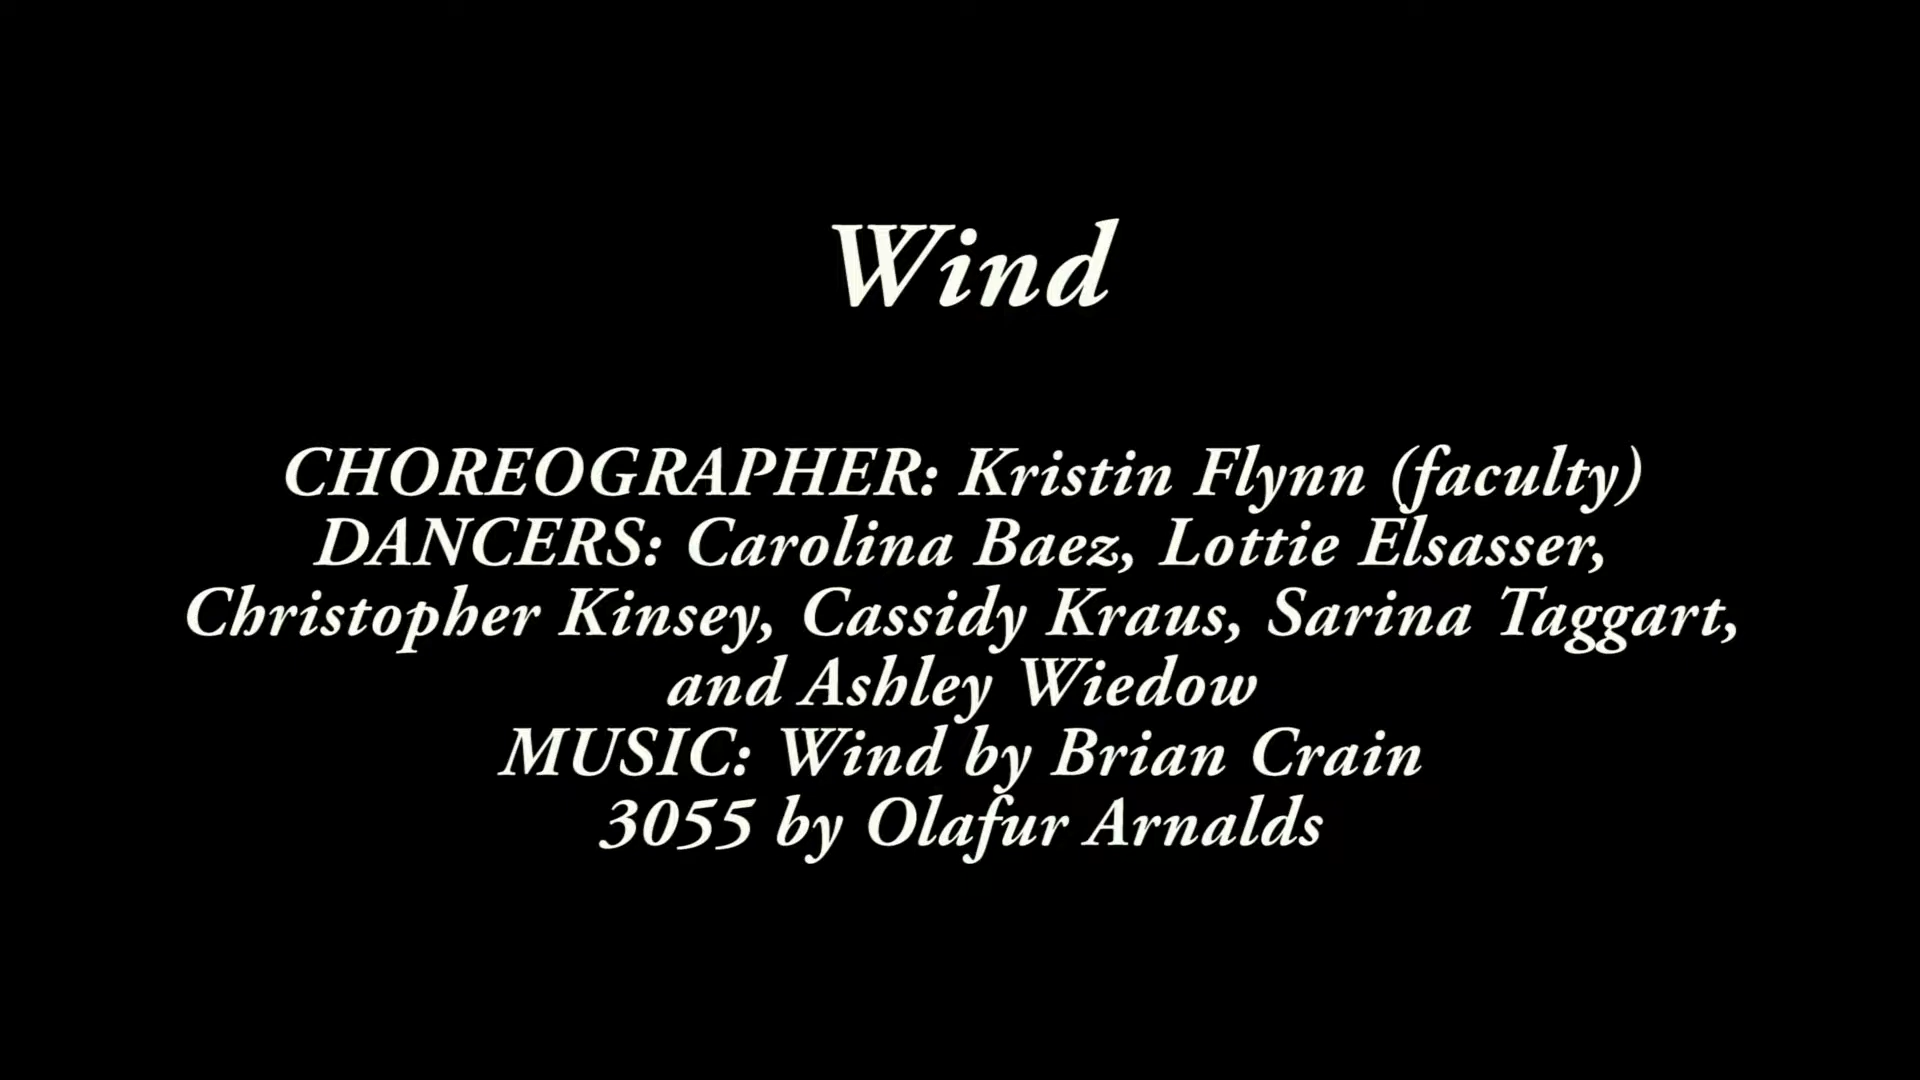 Wind
CHOREOGRAPHER: Kristin Flynn (faculty)
DANCERS: Carolina Baez, Lottie Elsasser,
Christopher Kinsey, Cassidy Kraus, Sarina Taggart,
and Ashley Wiedow
MUSIC: Wind by Brian Crain
3055 by Olafur Arnalds